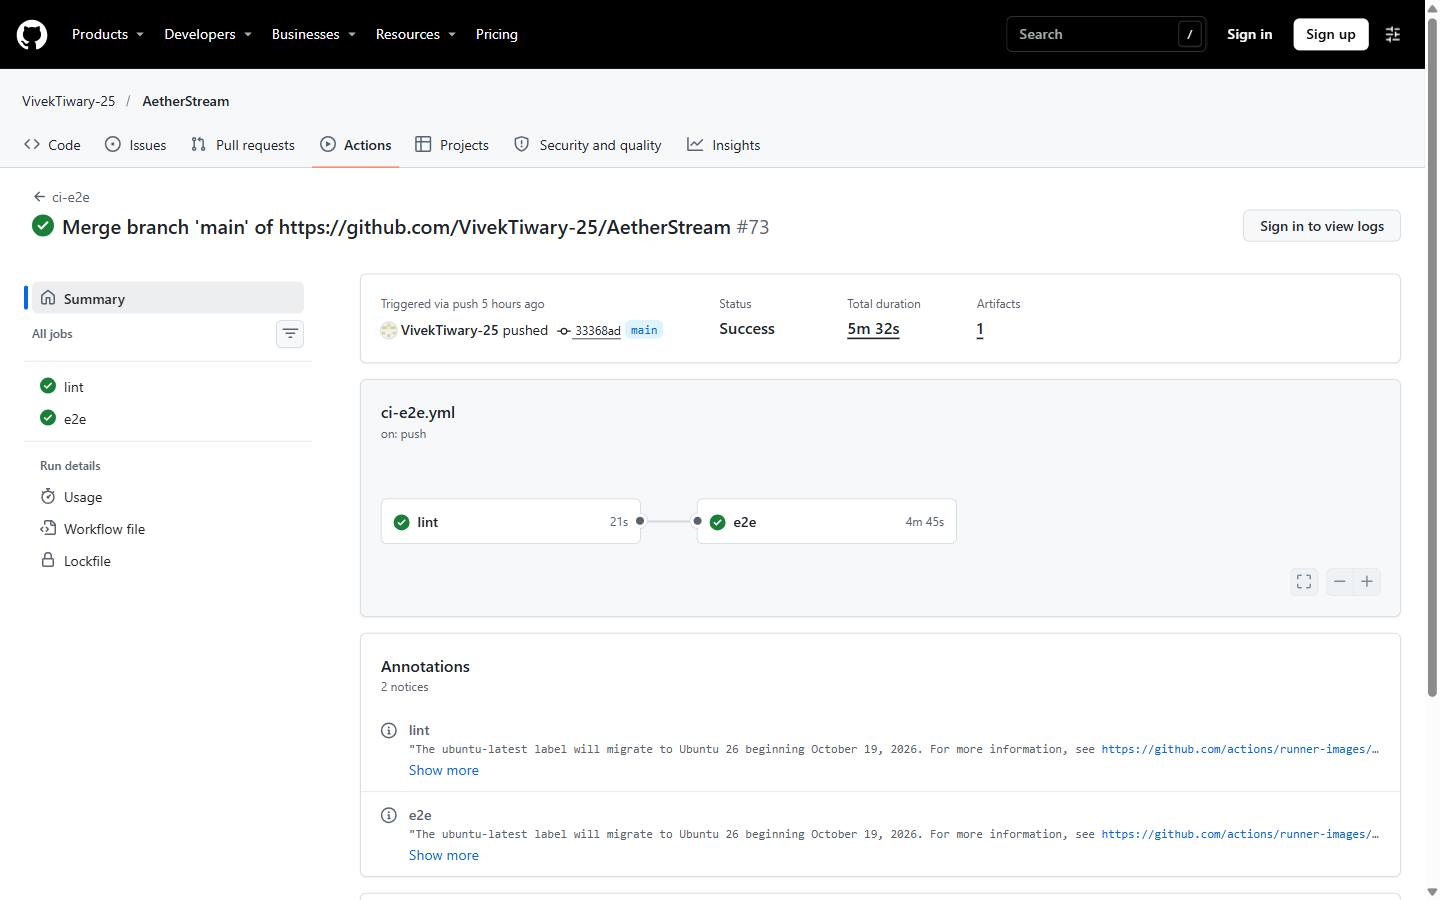 Products
Developers
Businesses
Resources
Pricing
Search
/
Sign in
Sign up
VivekTiwary-25 / AetherStream
Code
Issues
Pull requests
Actions
Projects
Security and quality
Insights
ci-e2e
Merge branch 'main' of https://github.com/VivekTiwary-25/AetherStream #73
Sign in to view logs
Summary
All jobs
lint
e2e
Run details
Usage
Workflow file
Lockfile
Triggered via push 5 hours ago
VivekTiwary-25 pushed 33368ad main
Status
Success
Total duration
5m 32s
Artifacts
1
ci-e2e.yml
on: push
lint 21s
e2e 4m 45s
Annotations
2 notices
lint
"The ubuntu-latest label will migrate to Ubuntu 26 beginning October 19, 2026. For more information, see https://github.com/actions/runner-images/…
Show more
e2e
"The ubuntu-latest label will migrate to Ubuntu 26 beginning October 19, 2026. For more information, see https://github.com/actions/runner-images/…
Show more